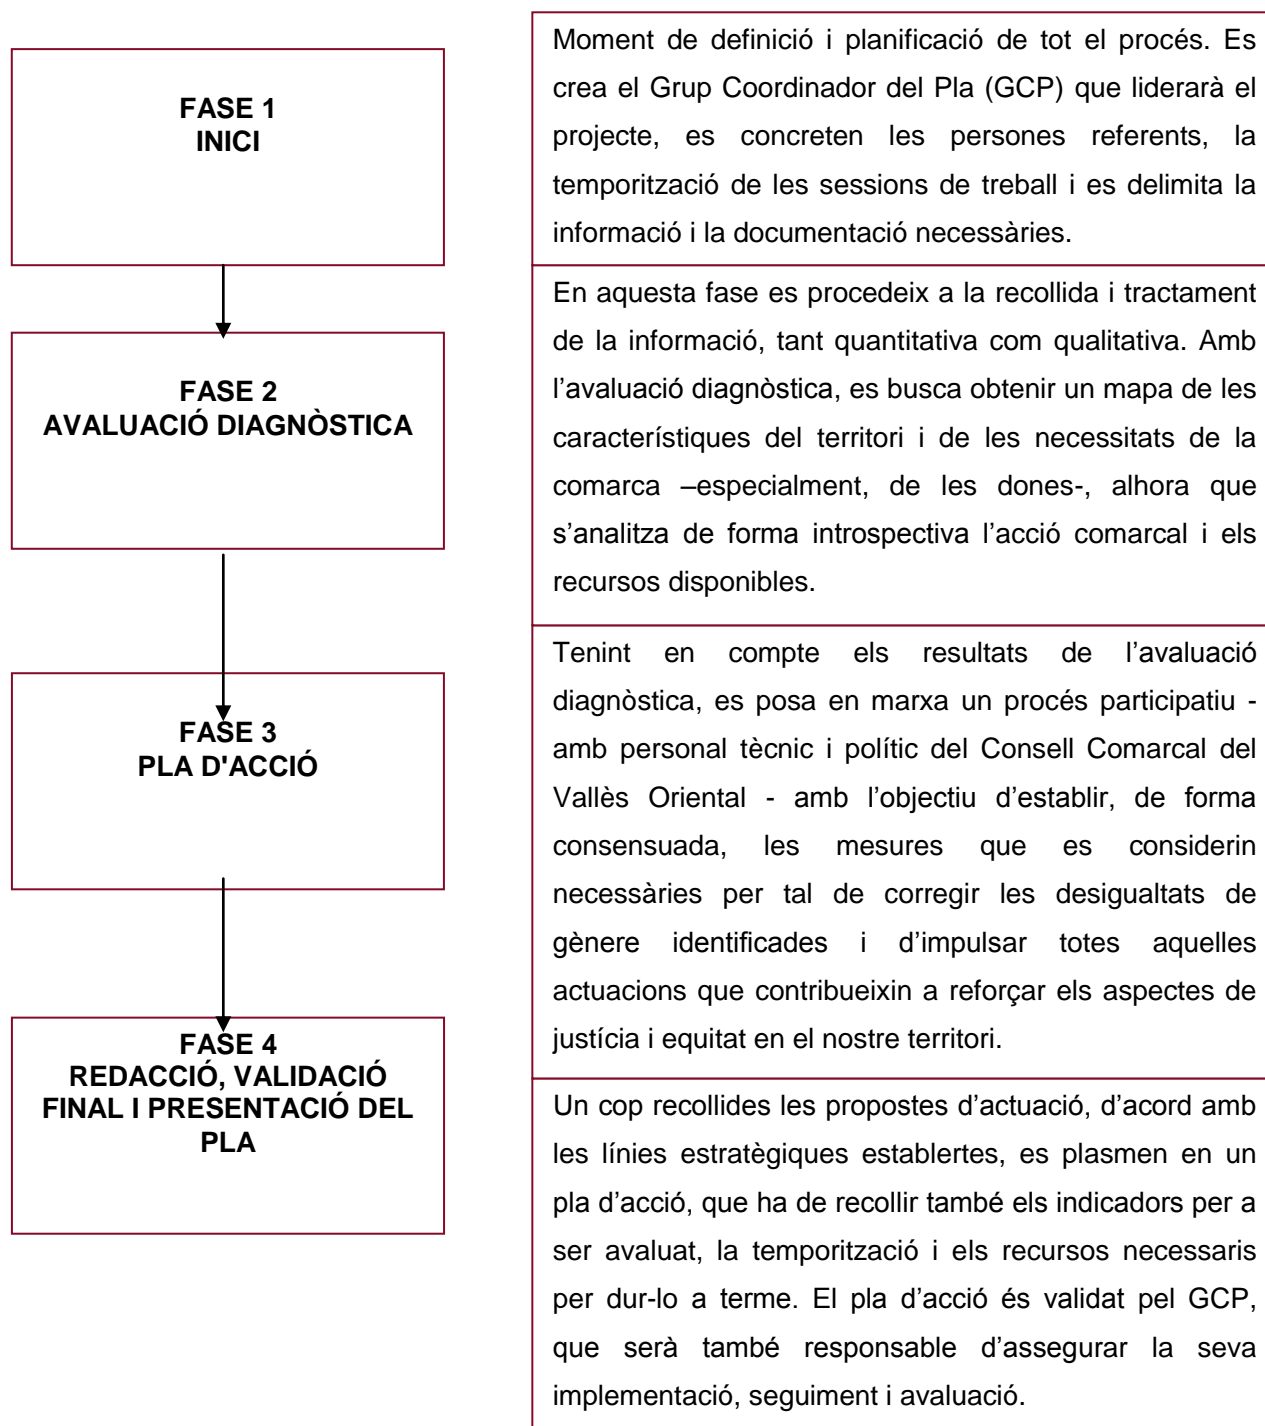 FASE 1
INICI
Moment de definició i planificació de tot el procés. Es
crea el Grup Coordinador del Pla (GCP) que liderarà el
projecte, es concreten les persones referents, la
temporització de les sessions de treball i es delimita la
informació i la documentació necessàries.
FASE 2
AVALUACIÓ DIAGNÒSTICA
En aquesta fase es procedeix a la recollida i tractament
de la informació, tant quantitativa com qualitativa. Amb
l’avaluació diagnòstica, es busca obtenir un mapa de les
característiques del territori i de les necessitats de la
comarca –especialment, de les dones-, alhora que
s’analitza de forma introspectiva l’acció comarcal i els
recursos disponibles.
FASE 3
PLA D'ACCIÓ
Tenint en compte els resultats de l’avaluació
diagnòstica, es posa en marxa un procés participatiu -
amb personal tècnic i polític del Consell Comarcal del
Vallès Oriental - amb l’objectiu d’establir, de forma
consensuada, les mesures que es considerin
necessàries per tal de corregir les desigualtats de
gènere identificades i d’impulsar totes aquelles
actuacions que contribueixin a reforçar els aspectes de
justícia i equitat en el nostre territori.
FASE 4
REDACCIÓ, VALIDACIÓ
FINAL I PRESENTACIÓ DEL
PLA
Un cop recollides les propostes d’actuació, d’acord amb
les línies estratègiques establertes, es plasmen en un
pla d’acció, que ha de recollir també els indicadors per a
ser avaluat, la temporització i els recursos necessaris
per dur-lo a terme. El pla d’acció és validat pel GCP,
que serà també responsable d’assegurar la seva
implementació, seguiment i avaluació.